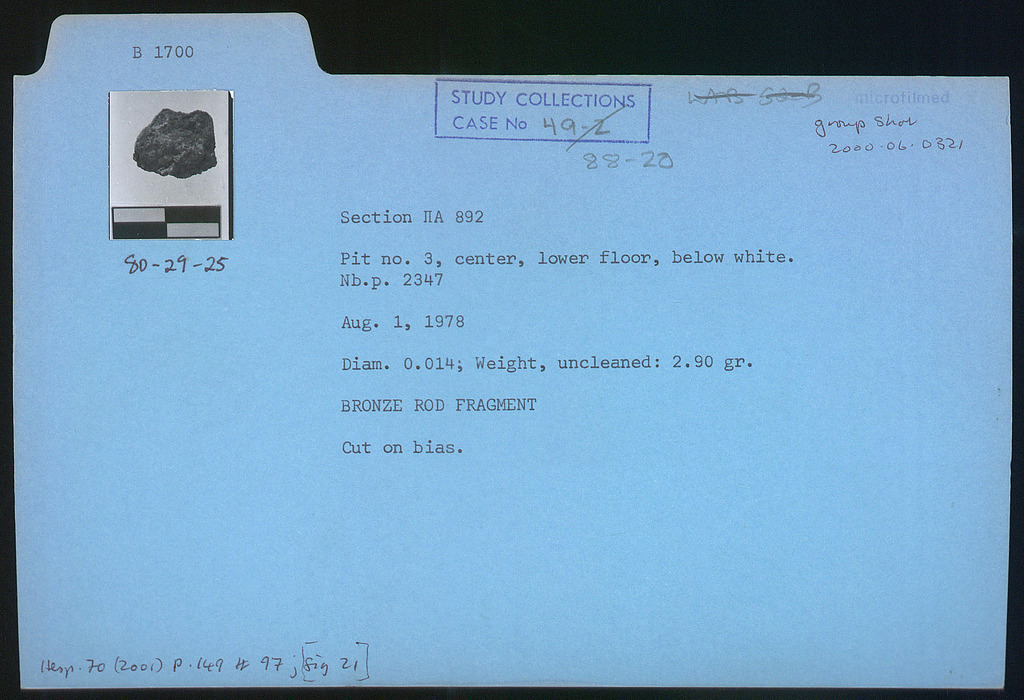 B 1700
STUDY COLLECTIONS
CASE No 49-2
88-20
microfilmed
group shot
2000.06.0321
80-29-25
Section ΠA 892
Pit no. 3, center, lower floor, below white.
Nb.p. 2347
Aug. 1, 1978
Diam. 0.014; Weight, uncleaned: 2.90 gr.
BRONZE ROD FRAGMENT
Cut on bias.
Hesp. 70 (2001) p. 149 # 97; [fig 21]